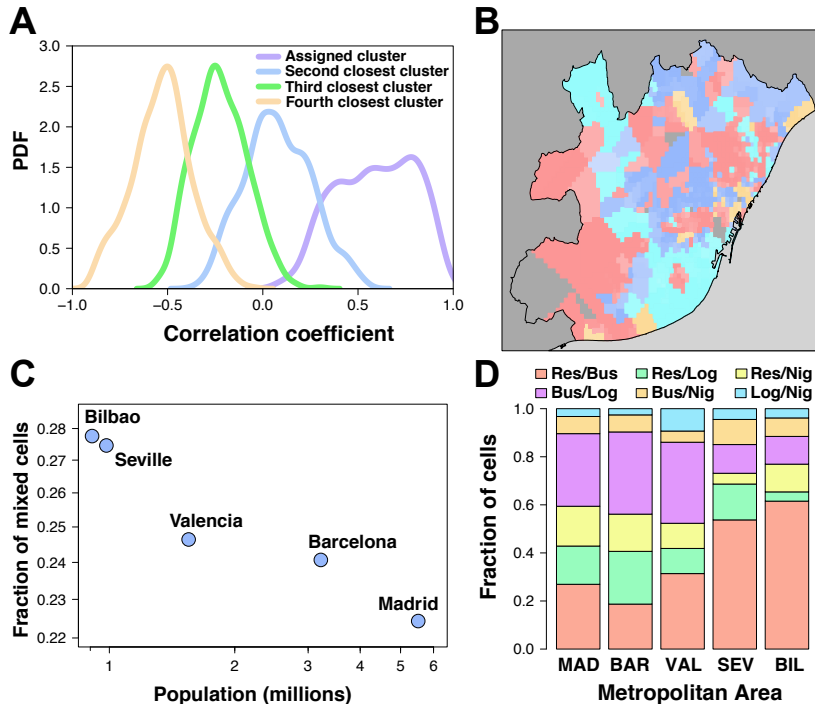 A
3.0
2.5
2.0
1.5
1.0
0.5
0.0
PDF
−1.0
−0.5
0.0
0.5
1.0
Correlation coefficient
Assigned cluster
Second closest cluster
Third closest cluster
Fourth closest cluster
B
C
0.28
0.27
0.26
0.25
0.24
0.23
0.22
Fraction of mixed cells
Bilbao
Seville
Valencia
Barcelona
Madrid
1
2
3
4
5
6
Population (millions)
D
Res/Bus
Res/Log
Res/Nig
Bus/Log
Bus/Nig
Log/Nig
1.0
0.8
0.6
0.4
0.2
0.0
Fraction of cells
MAD
BAR
VAL
SEV
BIL
Metropolitan Area